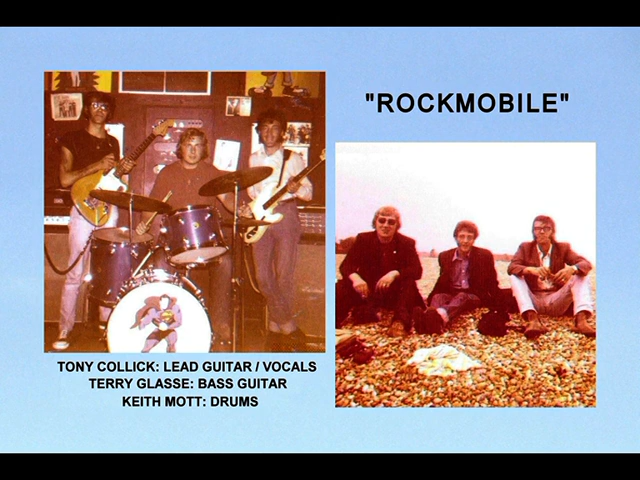 "ROCKMOBILE"
TONY COLLICK: LEAD GUITAR / VOCALS
TERRY GLASSE: BASS GUITAR
KEITH MOTT: DRUMS